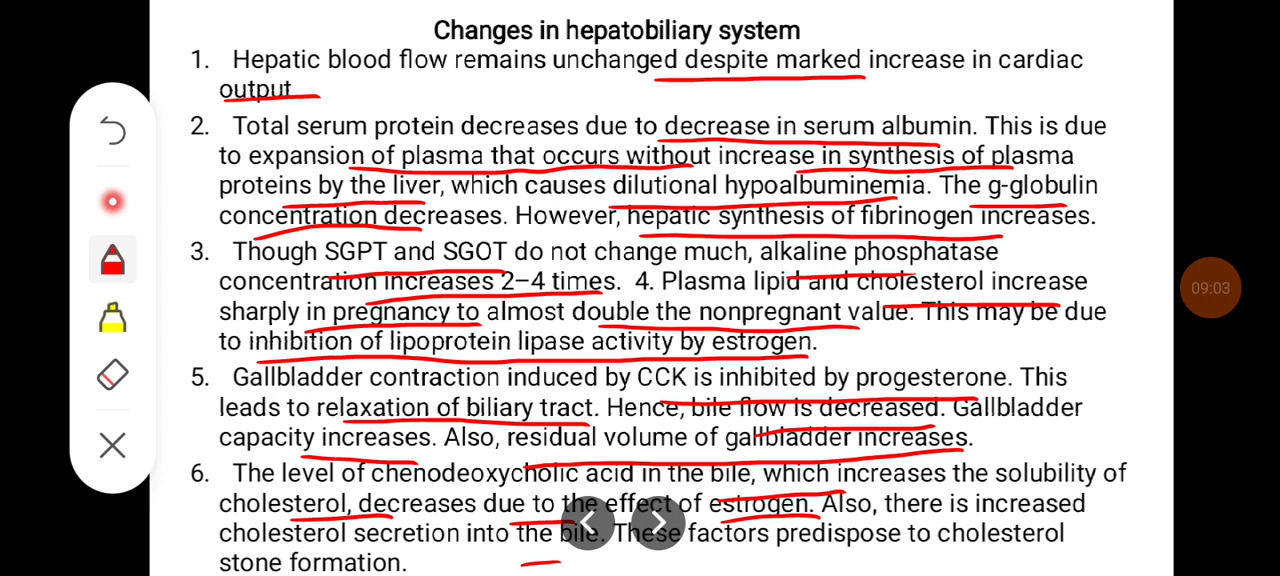 Changes in hepatobiliary system
1. Hepatic blood flow remains unchanged despite marked increase in cardiac
output
2. Total serum protein decreases due to decrease in serum albumin. This is due
to expansion of plasma that occurs without increase in synthesis of plasma
proteins by the liver, which causes dilutional hypoalbuminemia. The g-globulin
concentration decreases. However, hepatic synthesis of fibrinogen increases.
3. Though SGPT and SGOT do not change much, alkaline phosphatase
concentration increases 2–4 times. 4. Plasma lipid and cholesterol increase
sharply in pregnancy to almost double the nonpregnant value. This may be due
to inhibition of lipoprotein lipase activity by estrogen.
5. Gallbladder contraction induced by CCK is inhibited by progesterone. This
leads to relaxation of biliary tract. Hence, bile flow is decreased. Gallbladder
capacity increases. Also, residual volume of gallbladder increases.
6. The level of chenodeoxycholic acid in the bile, which increases the solubility of
cholesterol, decreases due to the effect of estrogen. Also, there is increased
cholesterol secretion into the bile. These factors predispose to cholesterol
stone formation.
09:03